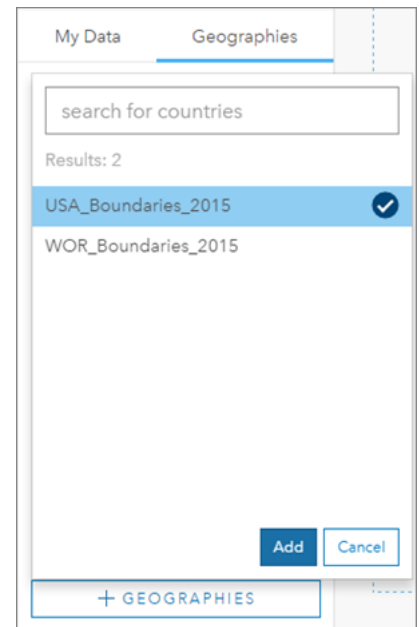 My Data Geographies
search for countries
Results: 2
USA_Boundaries_2015
WOR_Boundaries_2015
Add Cancel
+ GEOGRAPHIES